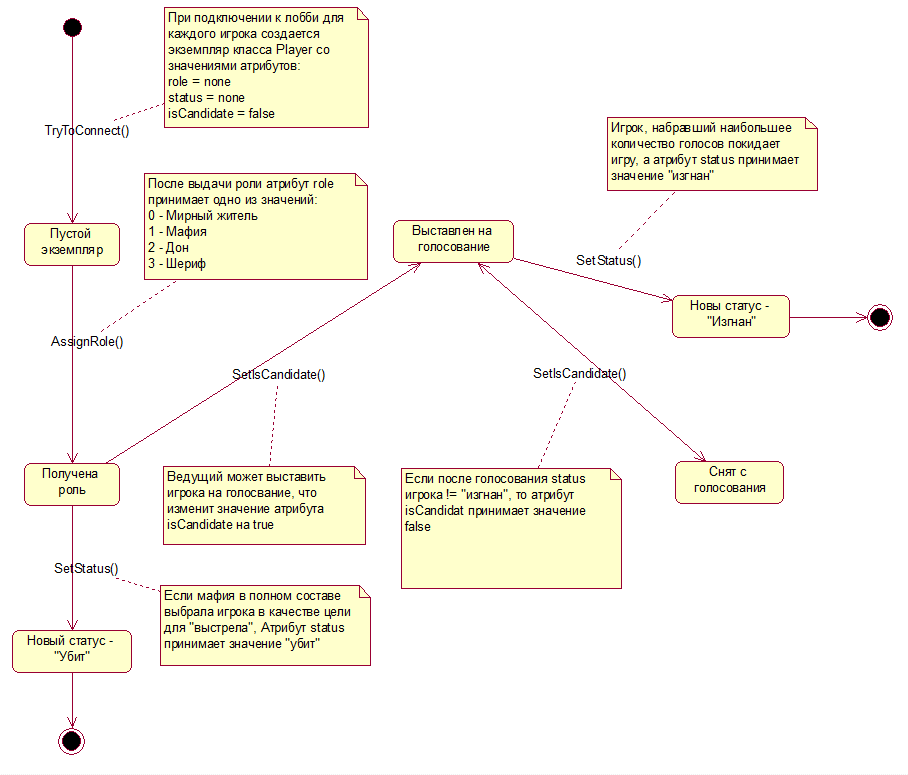 При подключении к лобби для
каждого игрока создается
экземпляр класса Player со
значениями атрибутов:
role = none
status = none
isCandidate = false
TryToConnect()
Игрок, набравший наибольшее
количество голосов покидает
игру, а атрибут status принимает
значение "изгнан"
После выдачи роли атрибут role
принимает одно из значений:
0 - Мирный житель
1 - Мафия
2 - Дон
3 - Шериф
Пустой
экземпляр
Выставлен на
голосование
SetStatus()
Новы статус -
"Изгнан"
AssignRole()
SetIsCandidate()
SetIsCandidate()
Получена
роль
Ведущий может выставить
игрока на голосвание, что
изменит значение атрибута
isCandidate на true
Если после голосования status
игрока != "изгнан", то атрибут
isCandidat принимает значение
false
Снят с
голосования
SetStatus()
Если мафия в полном составе
выбрала игрока в качестве цели
для "выстрела", Атрибут status
принимает значение "убит"
Новый статус -
"Убит"